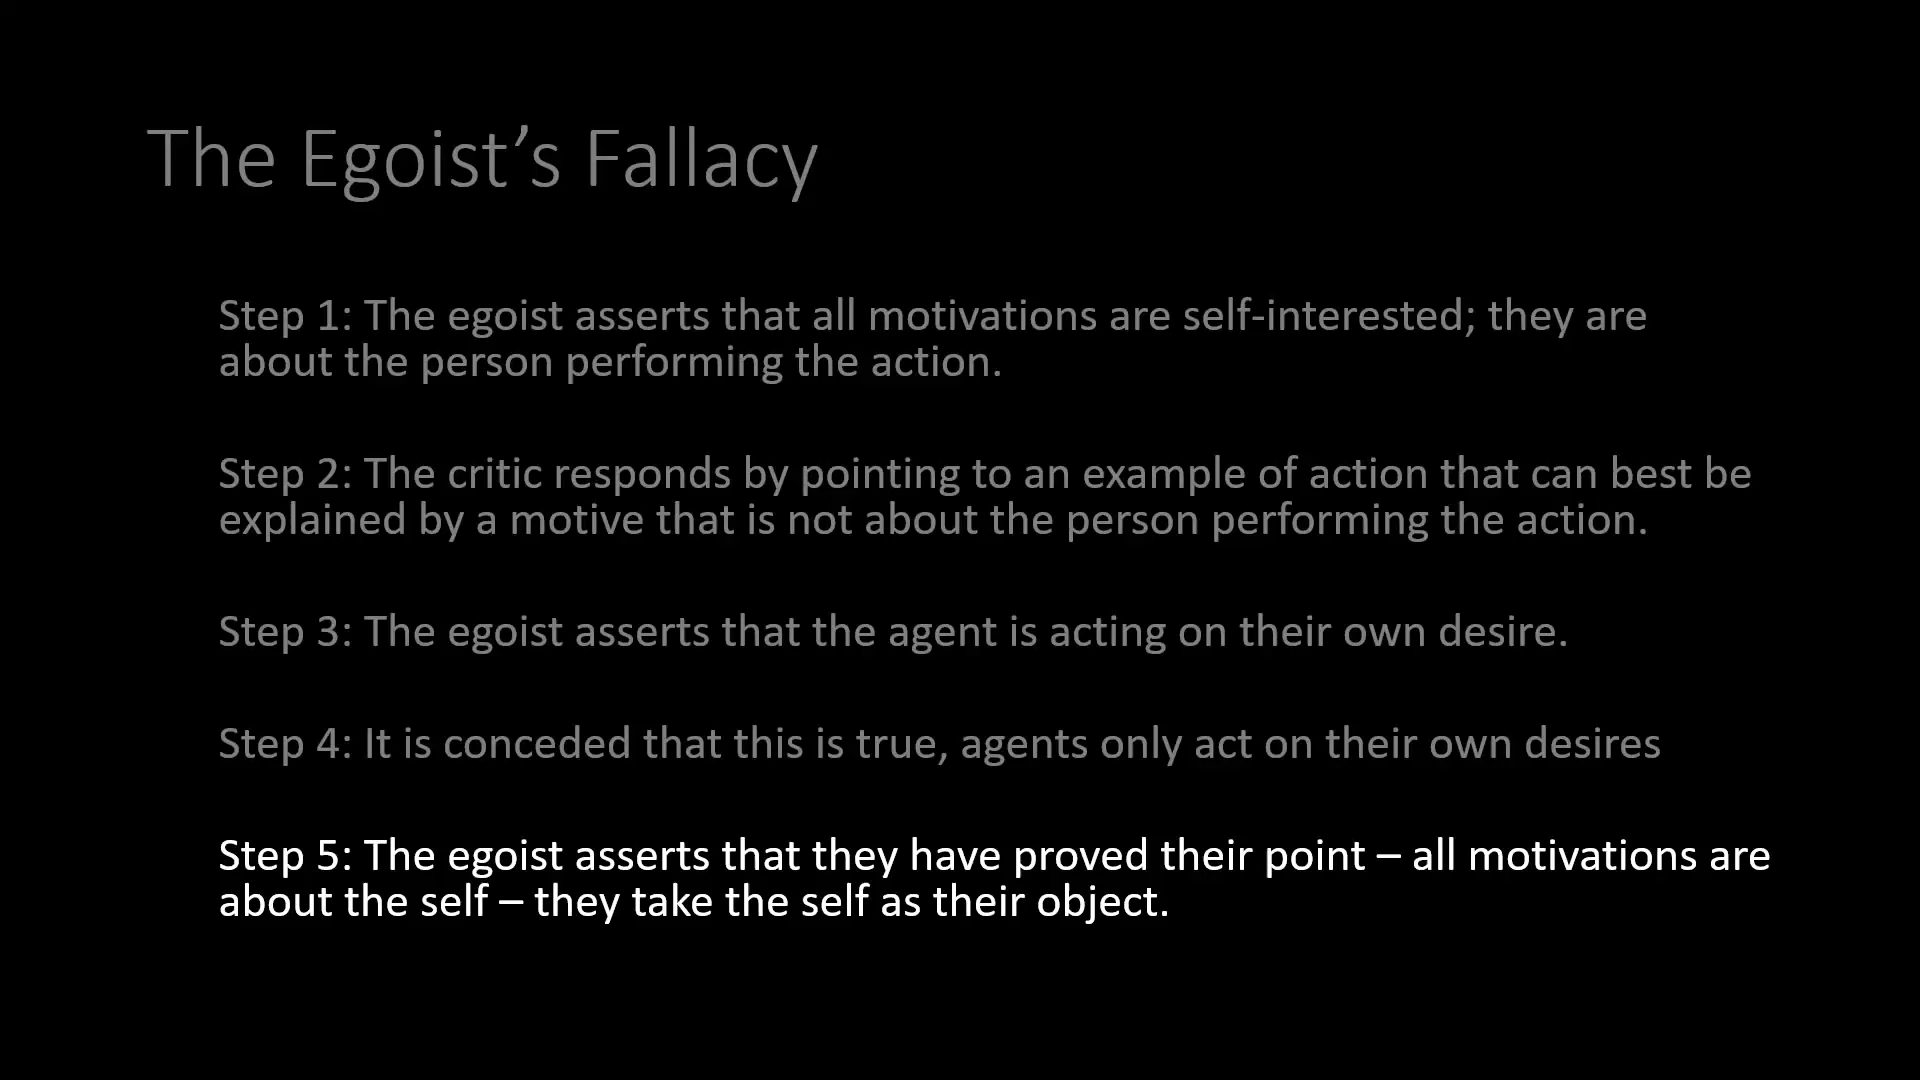 The Egoist’s Fallacy
Step 1: The egoist asserts that all motivations are self-interested; they are
about the person performing the action.
Step 2: The critic responds by pointing to an example of action that can best be
explained by a motive that is not about the person performing the action.
Step 3: The egoist asserts that the agent is acting on their own desire.
Step 4: It is conceded that this is true, agents only act on their own desires
Step 5: The egoist asserts that they have proved their point – all motivations are
about the self – they take the self as their object.